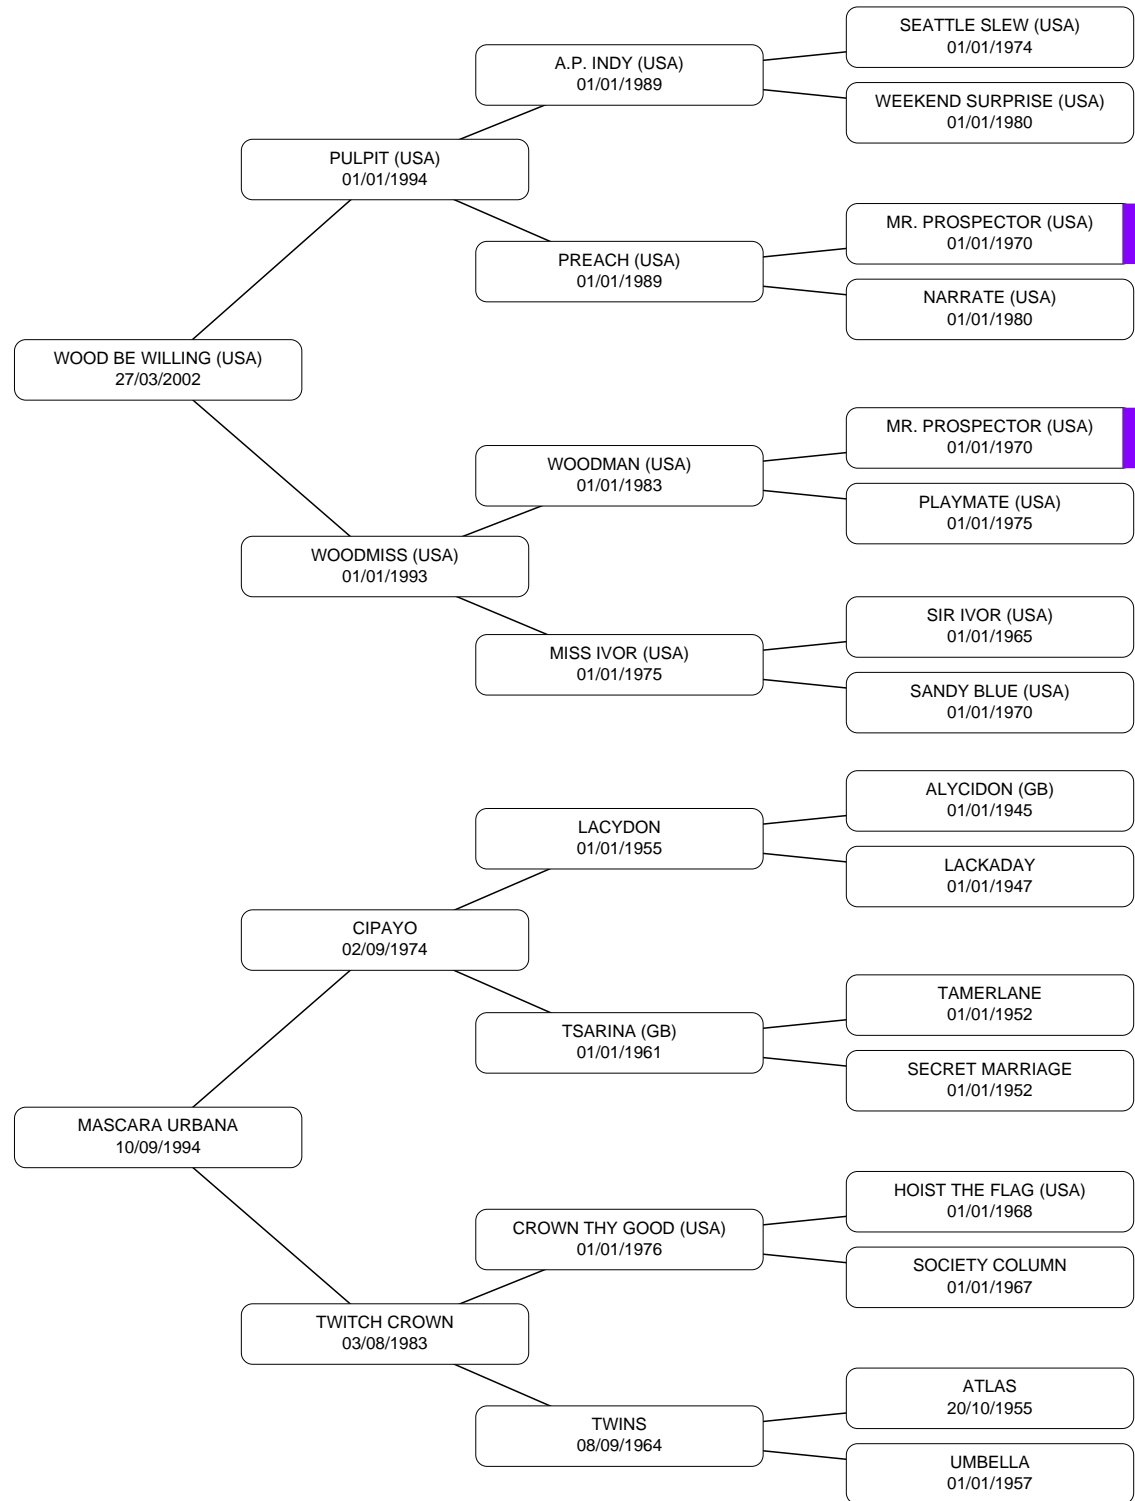 SEATTLE SLEW (USA)
01/01/1974
A.P. INDY (USA)
01/01/1989
WEEKEND SURPRISE (USA)
01/01/1980
PULPIT (USA)
01/01/1994
MR. PROSPECTOR (USA)
01/01/1970
PREACH (USA)
01/01/1989
NARRATE (USA)
01/01/1980
WOOD BE WILLING (USA)
27/03/2002
MR. PROSPECTOR (USA)
01/01/1970
WOODMAN (USA)
01/01/1983
PLAYMATE (USA)
01/01/1975
WOODMISS (USA)
01/01/1993
SIR IVOR (USA)
01/01/1965
MISS IVOR (USA)
01/01/1975
SANDY BLUE (USA)
01/01/1970
ALYCIDON (GB)
01/01/1945
LACYDON
01/01/1955
LACKADAY
01/01/1947
CIPAYO
02/09/1974
TAMERLANE
01/01/1952
TSARINA (GB)
01/01/1961
SECRET MARRIAGE
01/01/1952
MASCARA URBANA
10/09/1994
HOIST THE FLAG (USA)
01/01/1968
CROWN THY GOOD (USA)
01/01/1976
SOCIETY COLUMN
01/01/1967
TWITCH CROWN
03/08/1983
ATLAS
20/10/1955
TWINS
08/09/1964
UMBELLA
01/01/1957